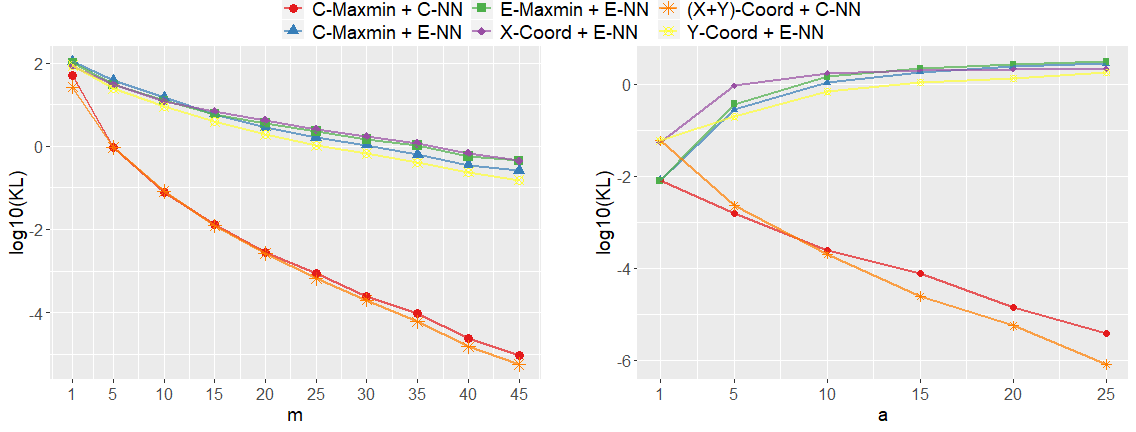 C-Maxmin + C-NN E-Maxmin + E-NN (X+Y)-Coord + C-NN
C-Maxmin + E-NN X-Coord + E-NN Y-Coord + E-NN
log10(KL)
2
0
-2
-4
1 5 10 15 20 25 30 35 40 45
m
log10(KL)
0
-2
-4
-6
1 5 10 15 20 25
a